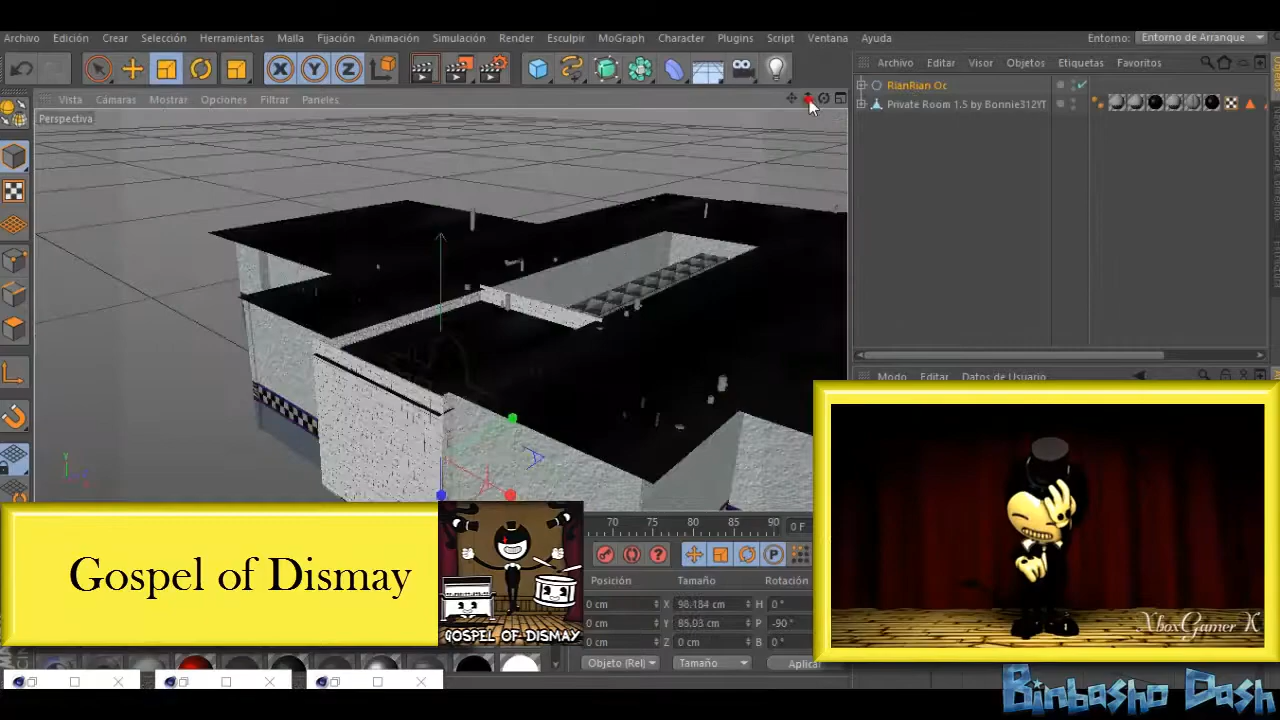 Archivo Edición Crear Selección Herramientas Malla Fijación Animación Simulación Render Esculpir MoGraph Character Plugins Script Ventana Ayuda Entorno: Entorno de Arranque
X Y Z
Archivo Editar Visor Objetos Etiquetas Favoritos
Vista Cámaras Mostrar Opciones Filtrar Paneles
Perspectiva
RianRian Oc
Private Room 1.5 by Bonnie312YT
Modo Editar Datos de Usuario
Y
70 75 80 85 90 0 F
P
Posición Tamaño Rotación
0 cm X 98.184 cm H 0°
0 cm Y 85.03 cm P -90°
0 cm Z 0 cm B 0°
Objeto (Rel) Tamaño Aplicar
Gospel of Dismay
GOSPEL OF DISMAY
XboxGamer X
Binbasho Dash